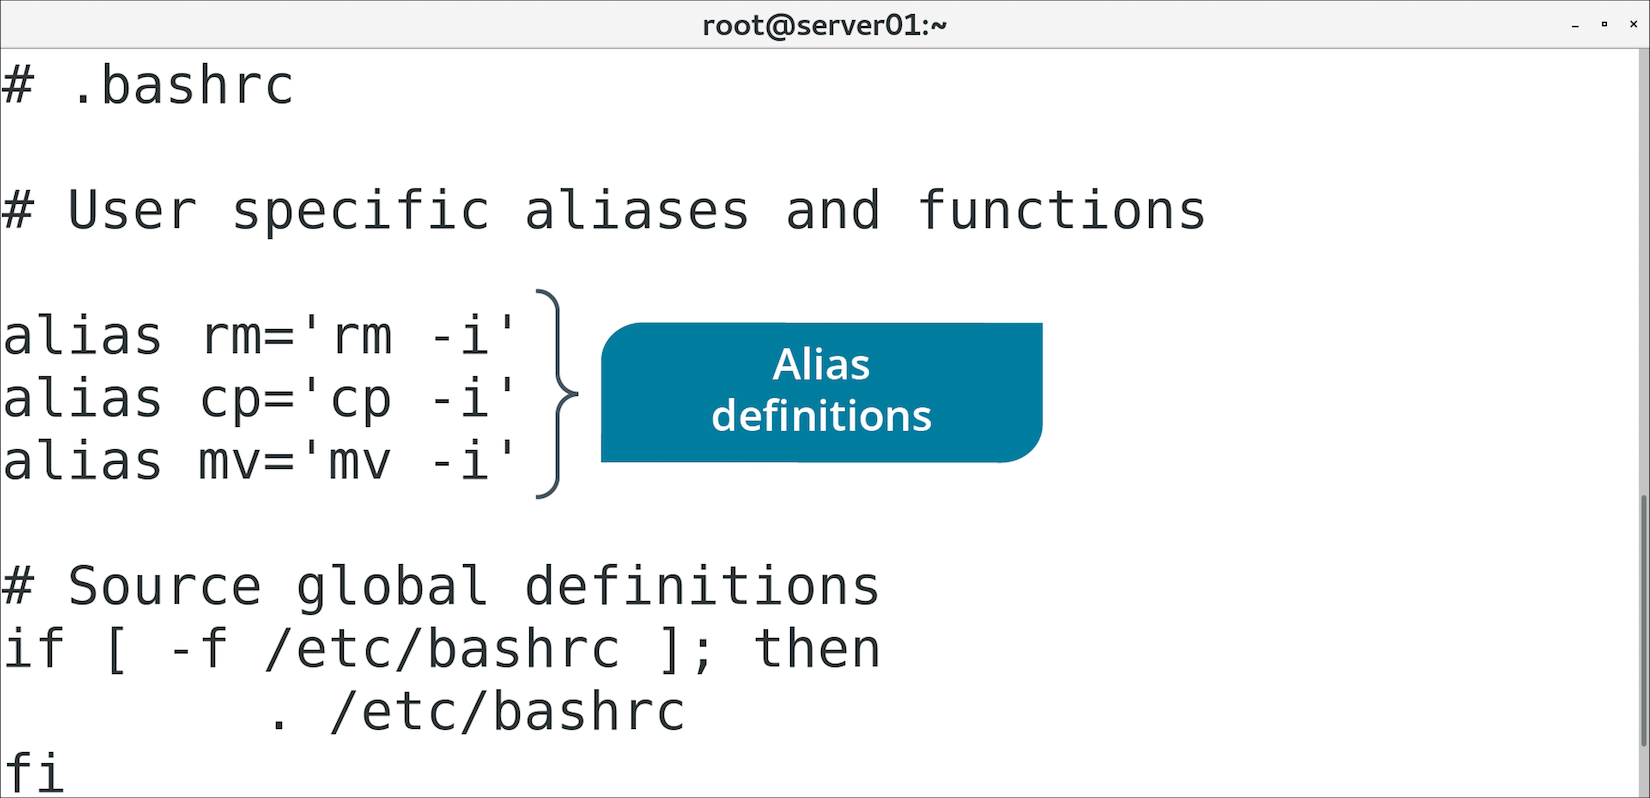 root@server01:~
# .bashrc
# User specific aliases and functions
alias rm='rm -i'
alias cp='cp -i'
alias mv='mv -i'
Alias
definitions
# Source global definitions
if [ -f /etc/bashrc ]; then
        . /etc/bashrc
fi